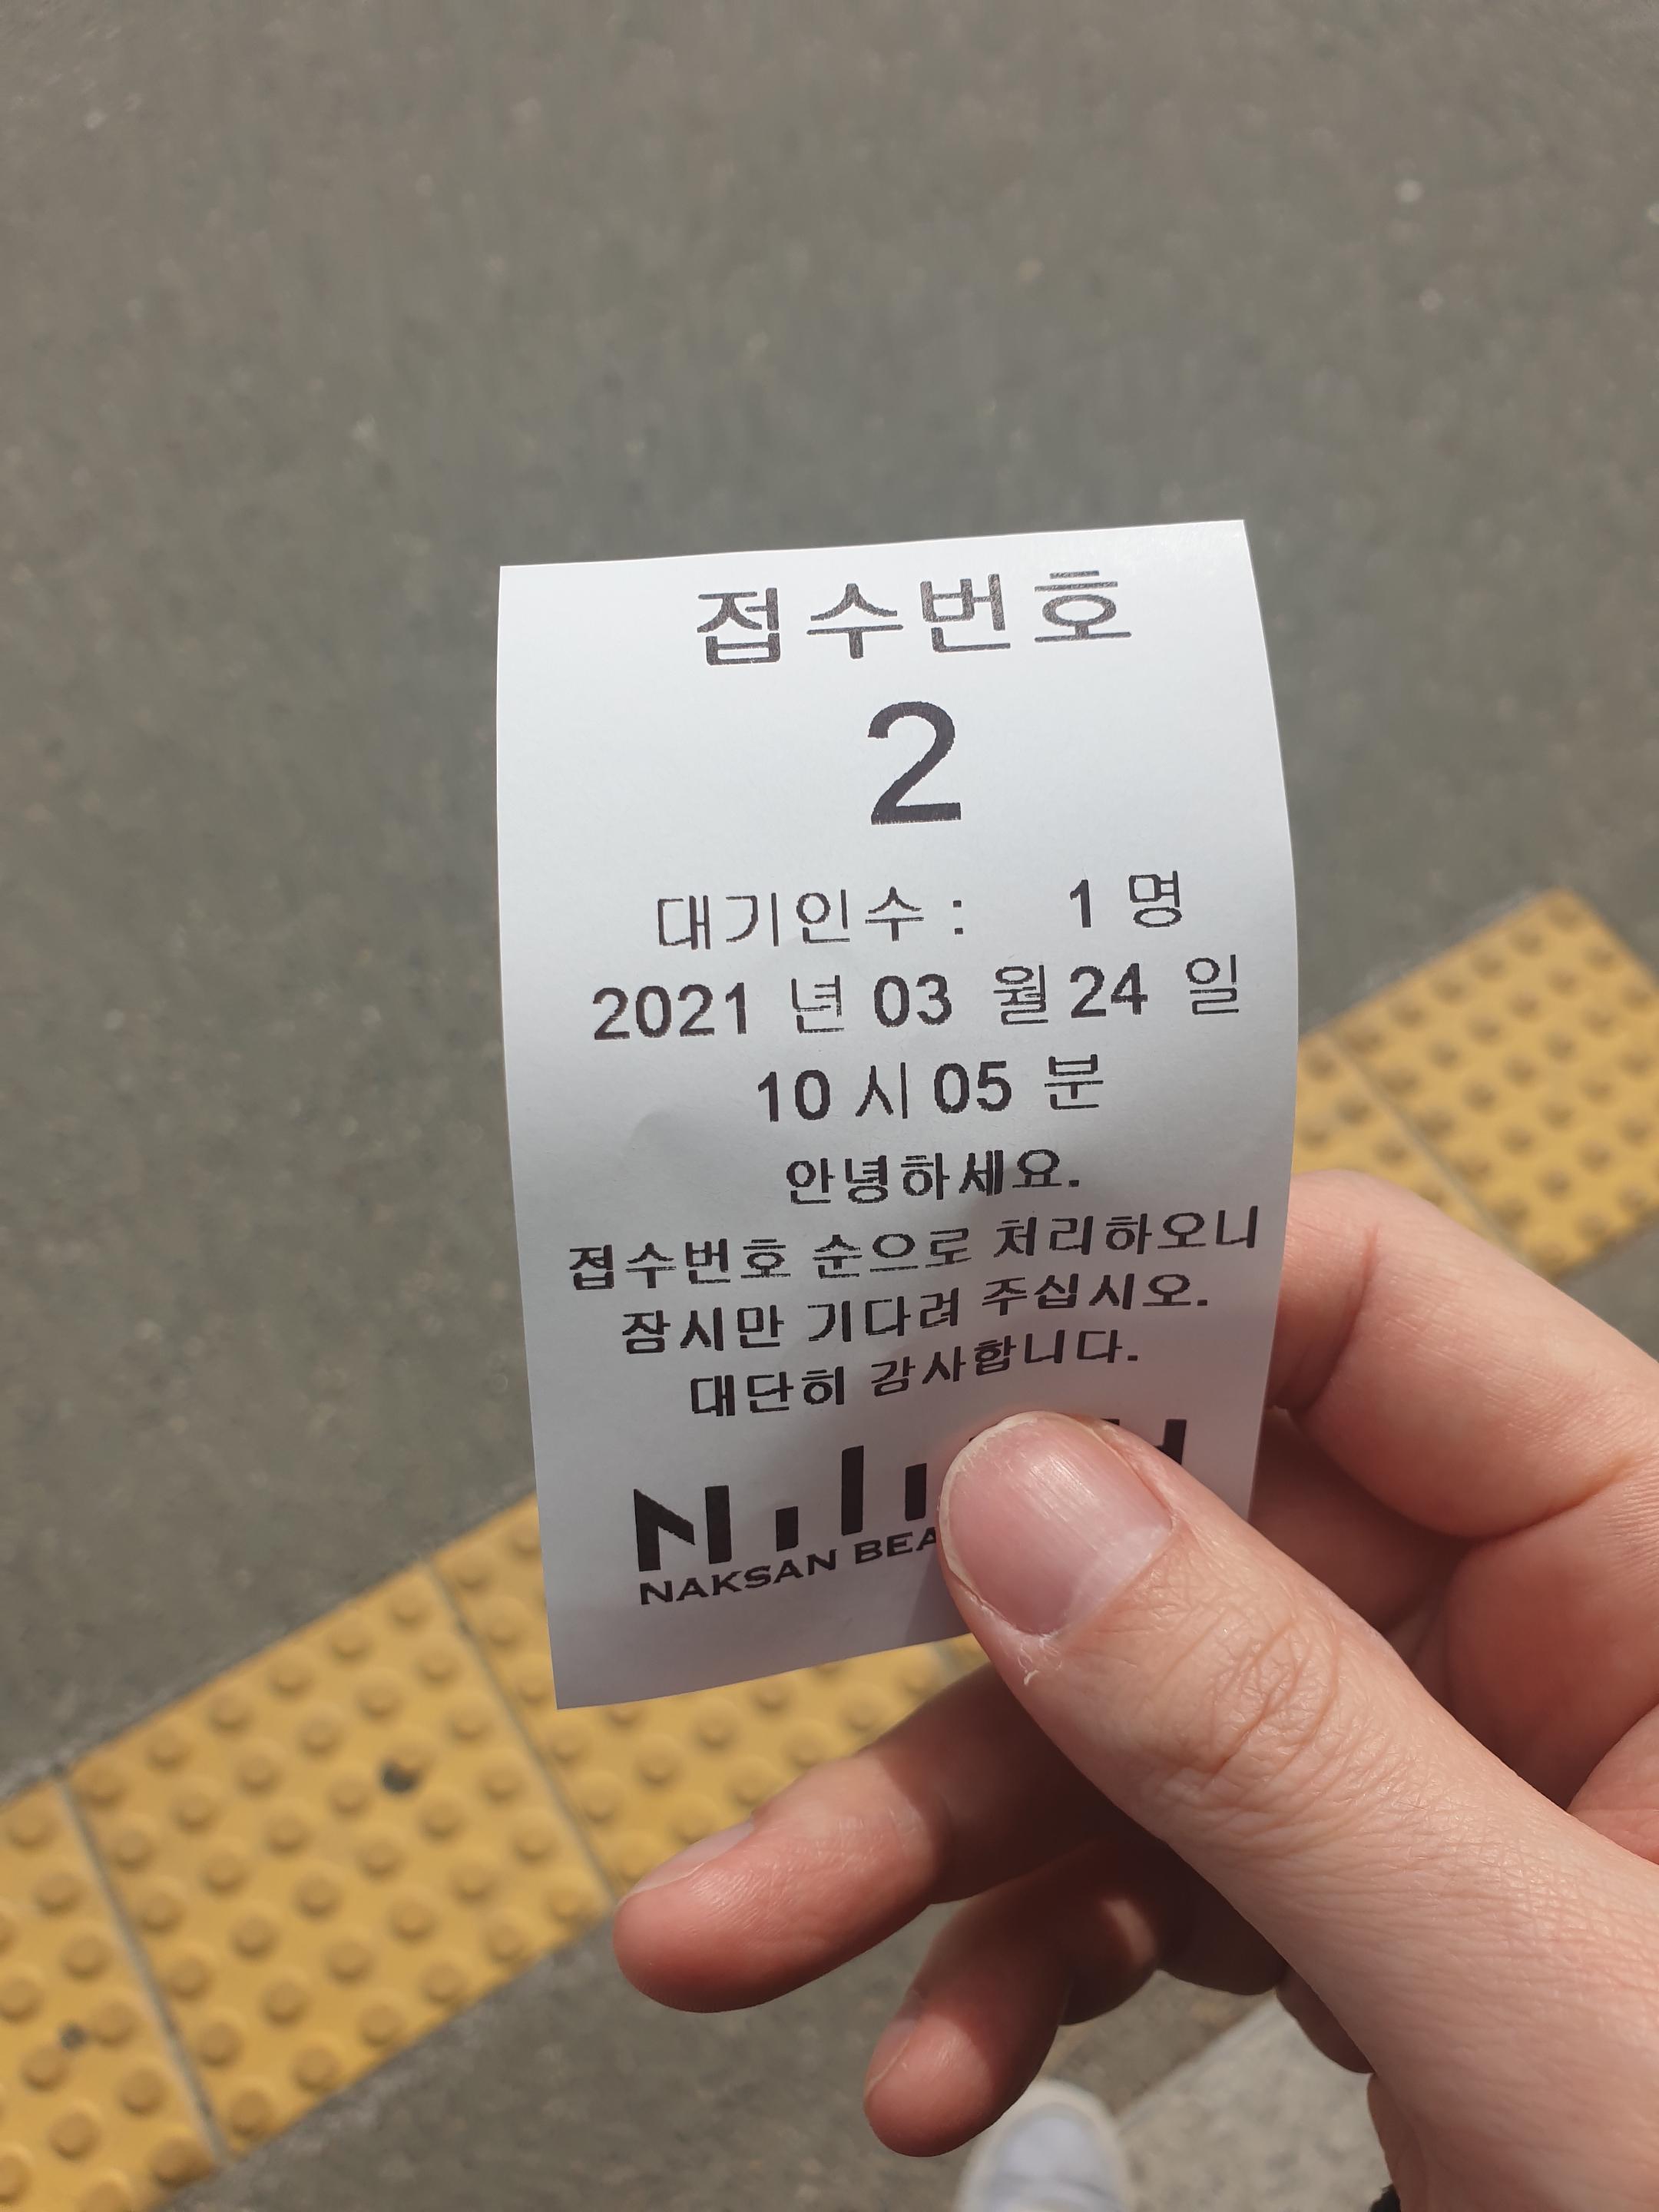 접수번호
2
대기인수 : 1 명
2021 년 03 월 24 일
10 시 05 분
안녕하세요.
접수번호 순으로 처리하오니
잠시만 기다려 주십시오.
대단히 감사합니다.
NAKSAN